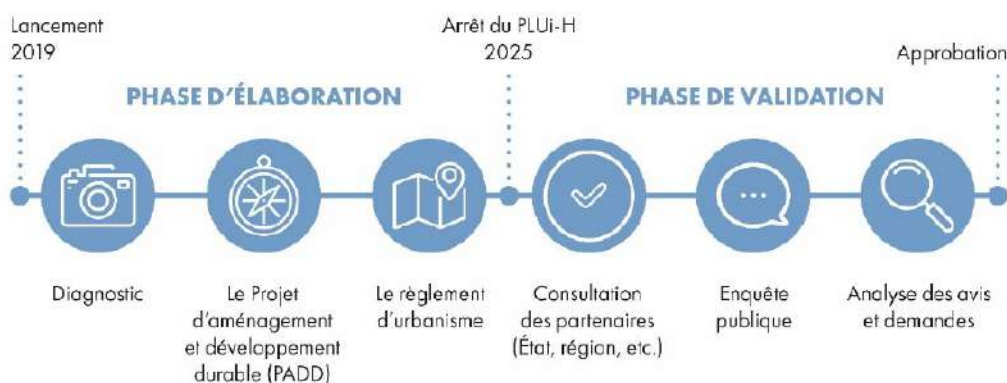 Lancement
2019
Arrêt du PLUi-H
2025
Approbation
PHASE D'ÉLABORATION
PHASE DE VALIDATION
Diagnostic
Le Projet
d'aménagement
et développement
durable (PADD)
Le règlement
d'urbanisme
Consultation
des partenaires
(État, région, etc.)
Enquête
publique
Analyse des avis
et demandes